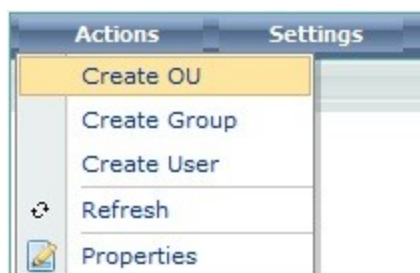 Actions Settings
Create OU
Create Group
Create User
Refresh
Properties